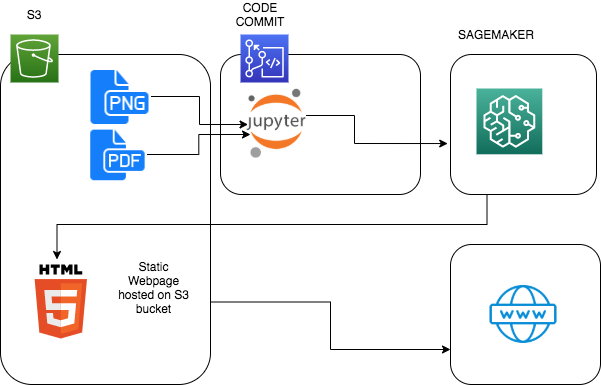 S3
CODE
COMMIT
SAGEMAKER
PNG
jupyter
PDF
HTML
5
Static
Webpage
hosted on S3
bucket
WWW